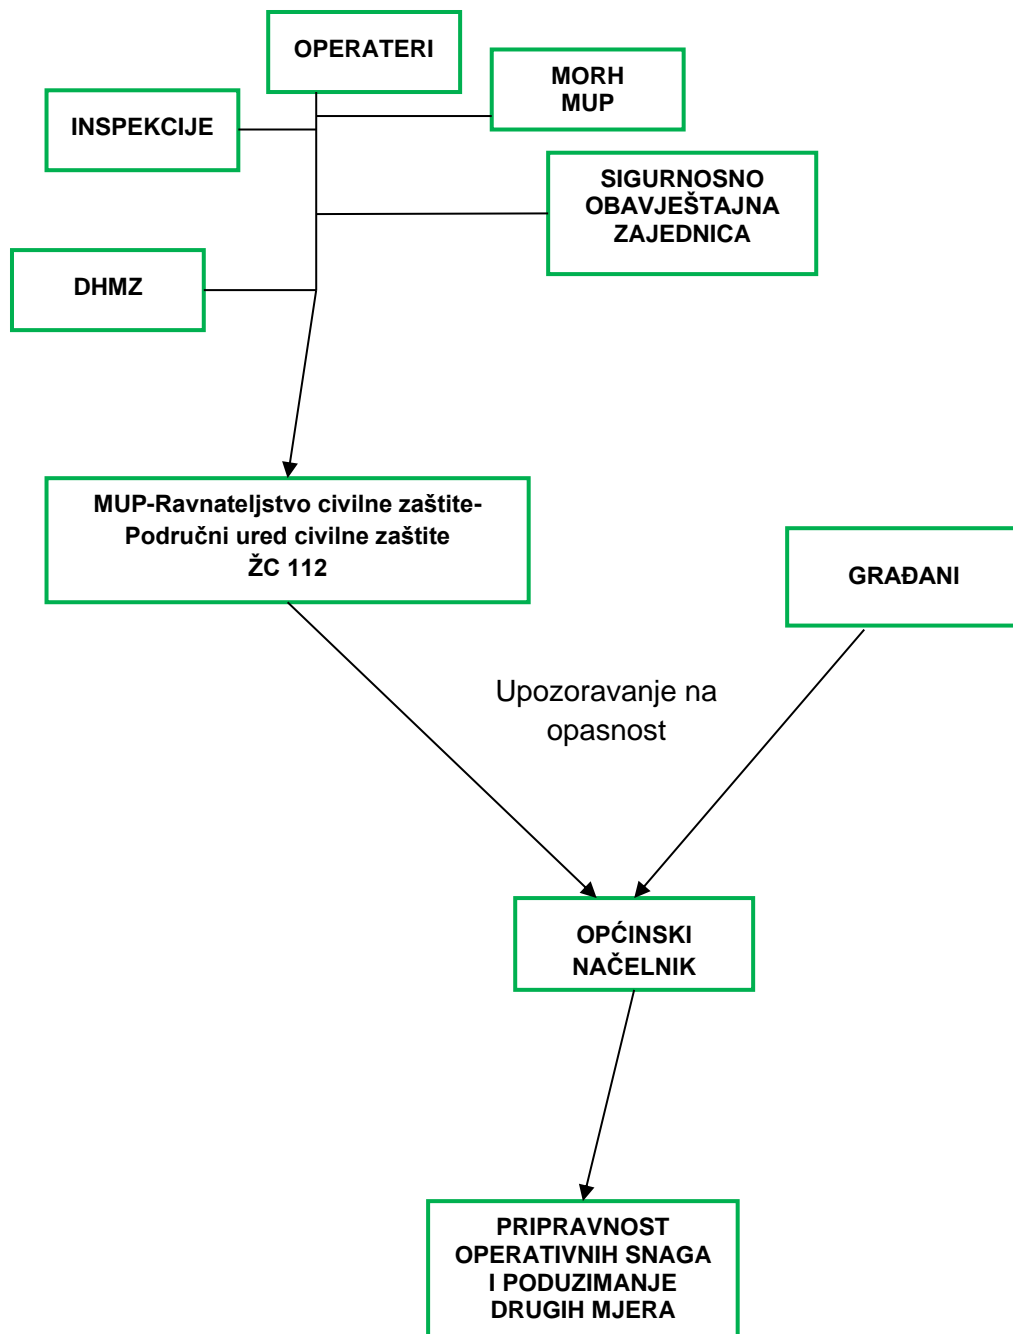 OPERATERI
MORH
MUP
INSPEKCIJE
SIGURNOSNO
OBAVJEŠTAJNA
ZAJEDNICA
DHMZ
MUP-Ravnateljstvo civilne zaštite-
Područni ured civilne zaštite
ŽC 112
GRAĐANI
Upozoravanje na
opasnost
OPĆINSKI
NAČELNIK
PRIPRAVNOST
OPERATIVNIH SNAGA
I PODUZIMANJE
DRUGIH MJERA